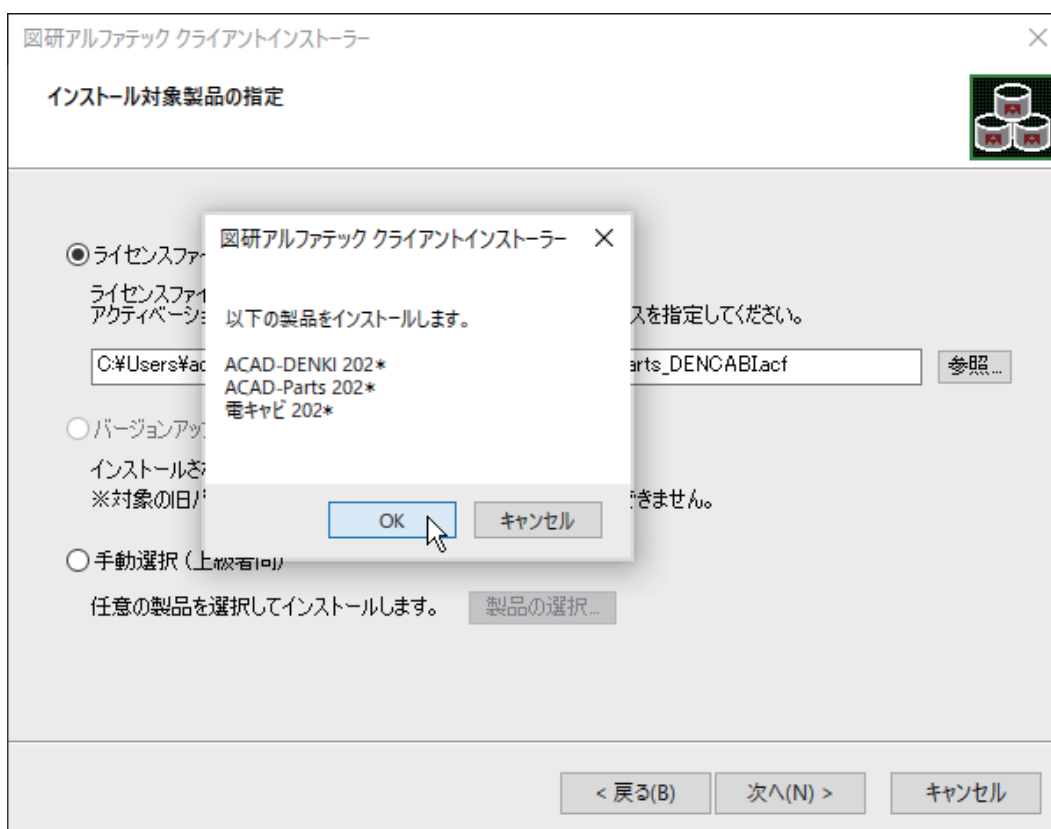 図研アルファテック クライアントインストーラー
インストール対象製品の指定
ライセンスファ
ライセンスファイ
アクティベーショ
スを指定してください。
C:¥Users¥ac
arts_DENCABI.acf
参照...
バージョンアッ
インストールさ
※対象の旧バ
できません。
手動選択（上級者向）
任意の製品を選択してインストールします。
製品の選択...
図研アルファテック クライアントインストーラー
以下の製品をインストールします。
ACAD-DENKI 202*
ACAD-Parts 202*
電キャビ 202*
OK
キャンセル
< 戻る(B)
次へ(N) >
キャンセル